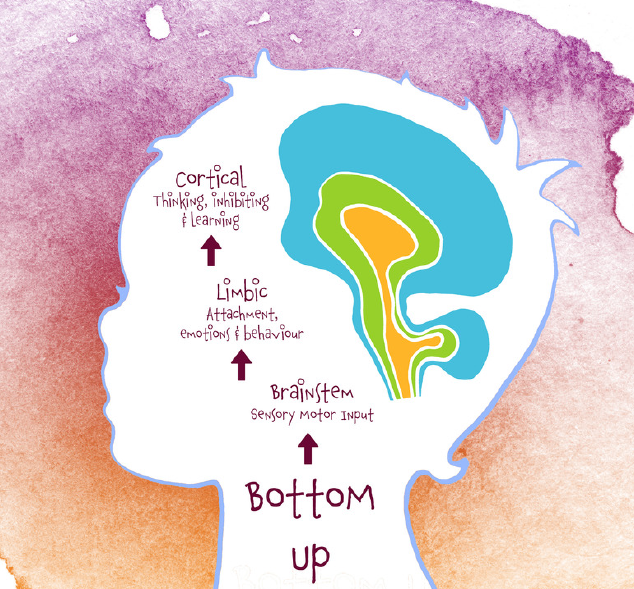 Cortical
Thinking, inhibiting
& Learning
Limbic
Attachment,
emotions & behaviour
Brainstem
Sensory Motor Input
Bottom
up